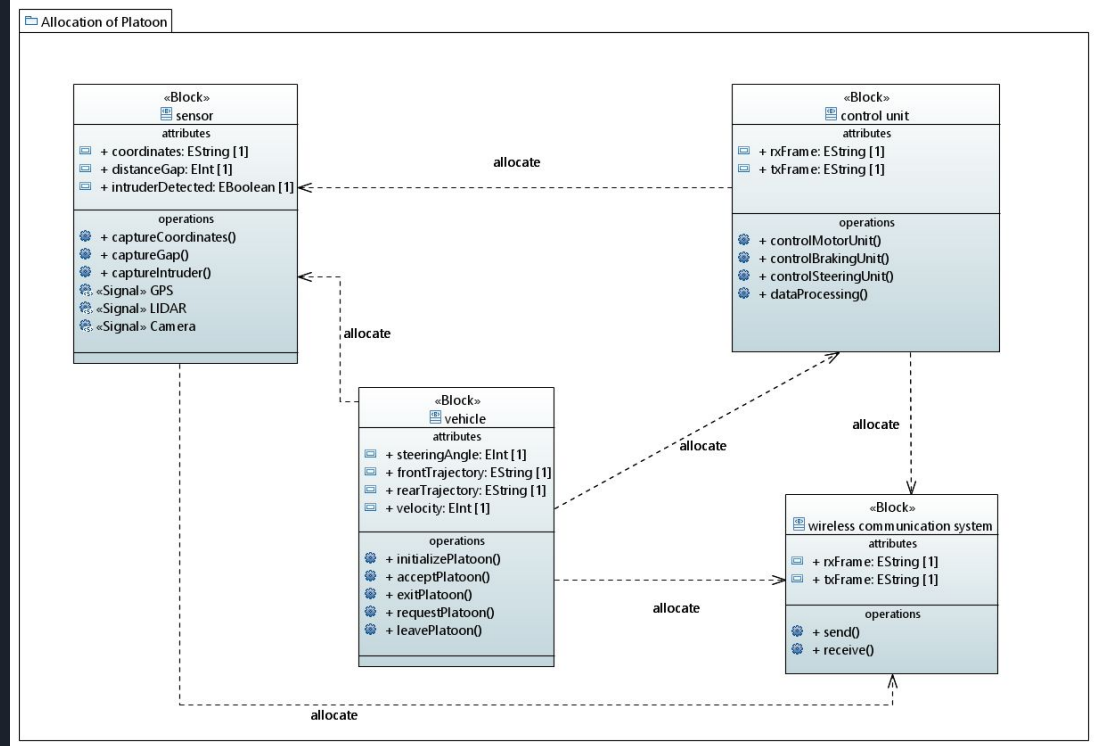 Allocation of Platoon
«Block»
sensor
attributes
+ coordinates: EString [1]
+ distanceGap: EInt [1]
+ intruderDetected: EBoolean [1]
operations
+ captureCoordinates()
+ captureGap()
+ captureIntruder()
«Signal» GPS
«Signal» LIDAR
«Signal» Camera
allocate
«Block»
control unit
attributes
+ rxFrame: EString [1]
+ txFrame: EString [1]
operations
+ controlMotorUnit()
+ controlBrakingUnit()
+ controlSteeringUnit()
+ dataProcessing()
allocate
«Block»
vehicle
attributes
+ steeringAngle: EInt [1]
+ frontTrajectory: EString [1]
+ rearTrajectory: EString [1]
+ velocity: EInt [1]
operations
+ initializePlatoon()
+ acceptPlatoon()
+ exitPlatoon()
+ requestPlatoon()
+ leavePlatoon()
allocate
allocate
allocate
«Block»
wireless communication system
attributes
+ rxFrame: EString [1]
+ txFrame: EString [1]
operations
+ send()
+ receive()
allocate